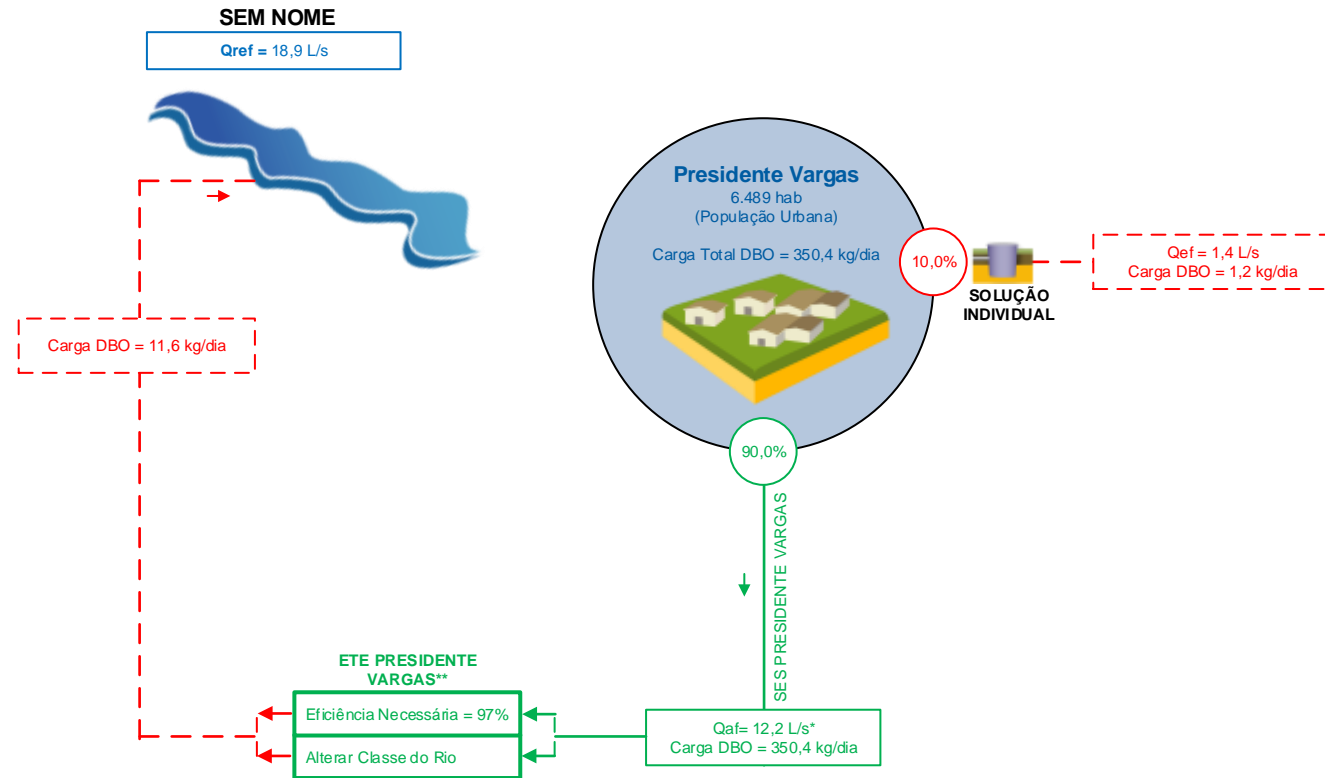 SEM NOME
Qref = 18,9 L/s
Presidente Vargas
6.489 hab
(População Urbana)
Carga Total DBO = 350,4 kg/dia
10,0%
SOLUÇÃO
INDIVIDUAL
Qef = 1,4 L/s
Carga DBO = 1,2 kg/dia
Carga DBO = 11,6 kg/dia
90,0%
SES PRESIDENTE VARGAS
ETE PRESIDENTE
VARGAS**
Eficiência Necessária = 97%
Alterar Classe do Rio
Qaf= 12,2 L/s*
Carga DBO = 350,4 kg/dia